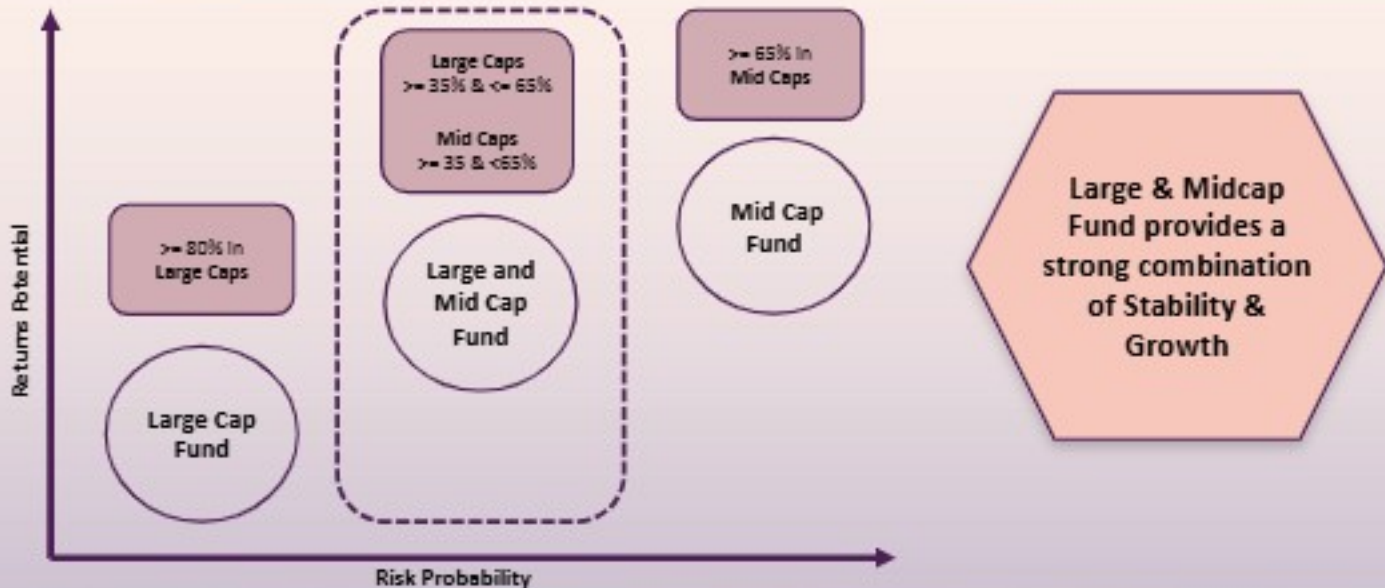 Returns Potential
>= 80% In
Large Caps
Large Cap
Fund
Large Caps
>= 35% & <= 65%
Mid Caps
>= 35 & <65%
Large and
Mid Cap
Fund
>= 65% In
Mid Caps
Mid Cap
Fund
Risk Probability
Large & Midcap
Fund provides a
strong combination
of Stability &
Growth